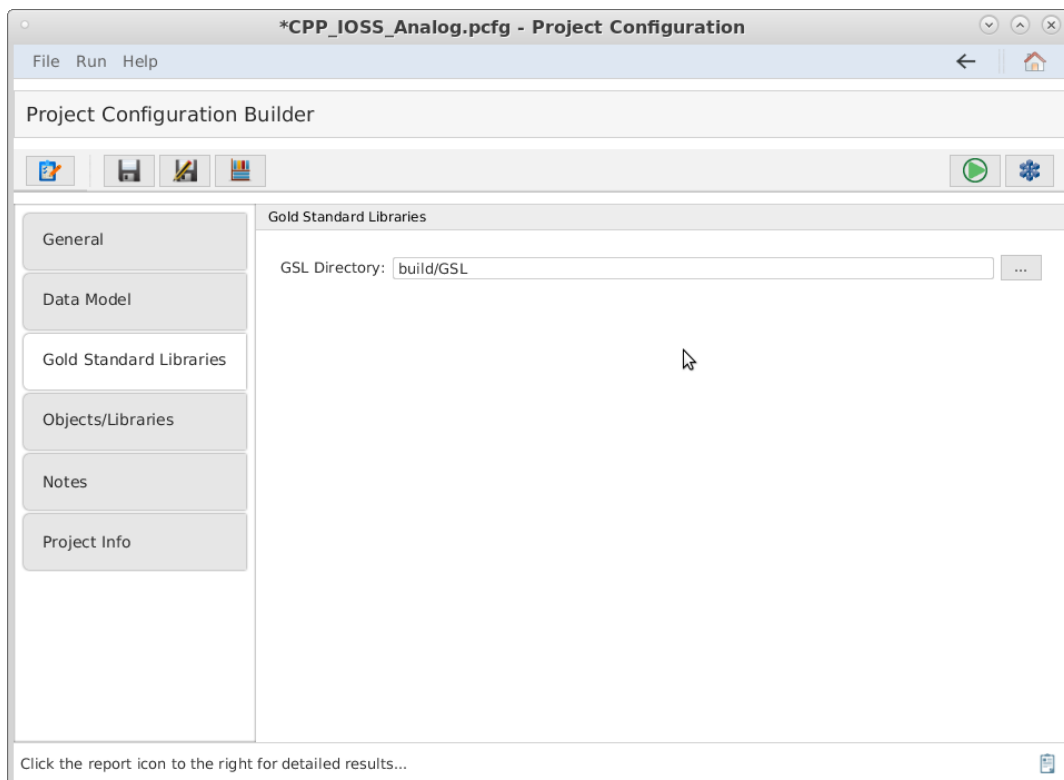 *CPP_IOSS_Analog.pcfg - Project Configuration
File Run Help
Project Configuration Builder
General
Data Model
Gold Standard Libraries
Objects/Libraries
Notes
Project Info
Gold Standard Libraries
GSL Directory: build/GSL ...
Click the report icon to the right for detailed results...